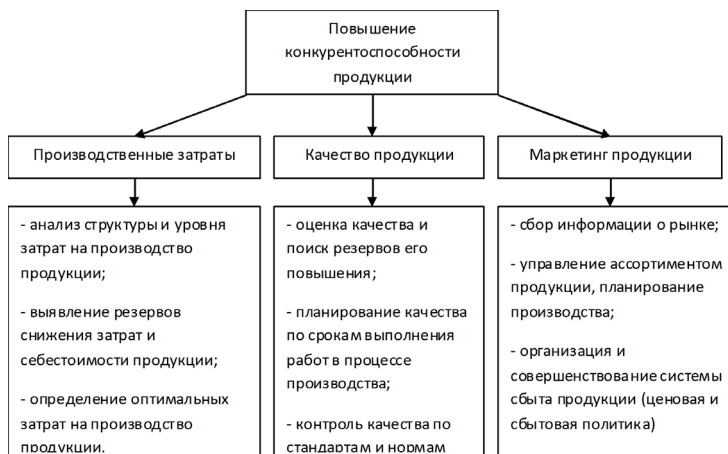 Повышение
конкурентоспособности
продукции
Производственные затраты
Качество продукции
Маркетинг продукции
- анализ структуры и уровня
затрат на производство
продукции;
- выявление резервов
снижения затрат и
себестоимости продукции;
- определение оптимальных
затрат на производство
продукции.
- оценка качества и
поиск резервов его
повышения;
- планирование качества
по срокам выполнения
работ в процессе
производства;
- контроль качества по
стандартам и нормам
- сбор информации о рынке;
- управление ассортиментом
продукции, планирование
производства;
- организация и
совершенствование системы
сбыта продукции (ценовая и
сбытовая политика)